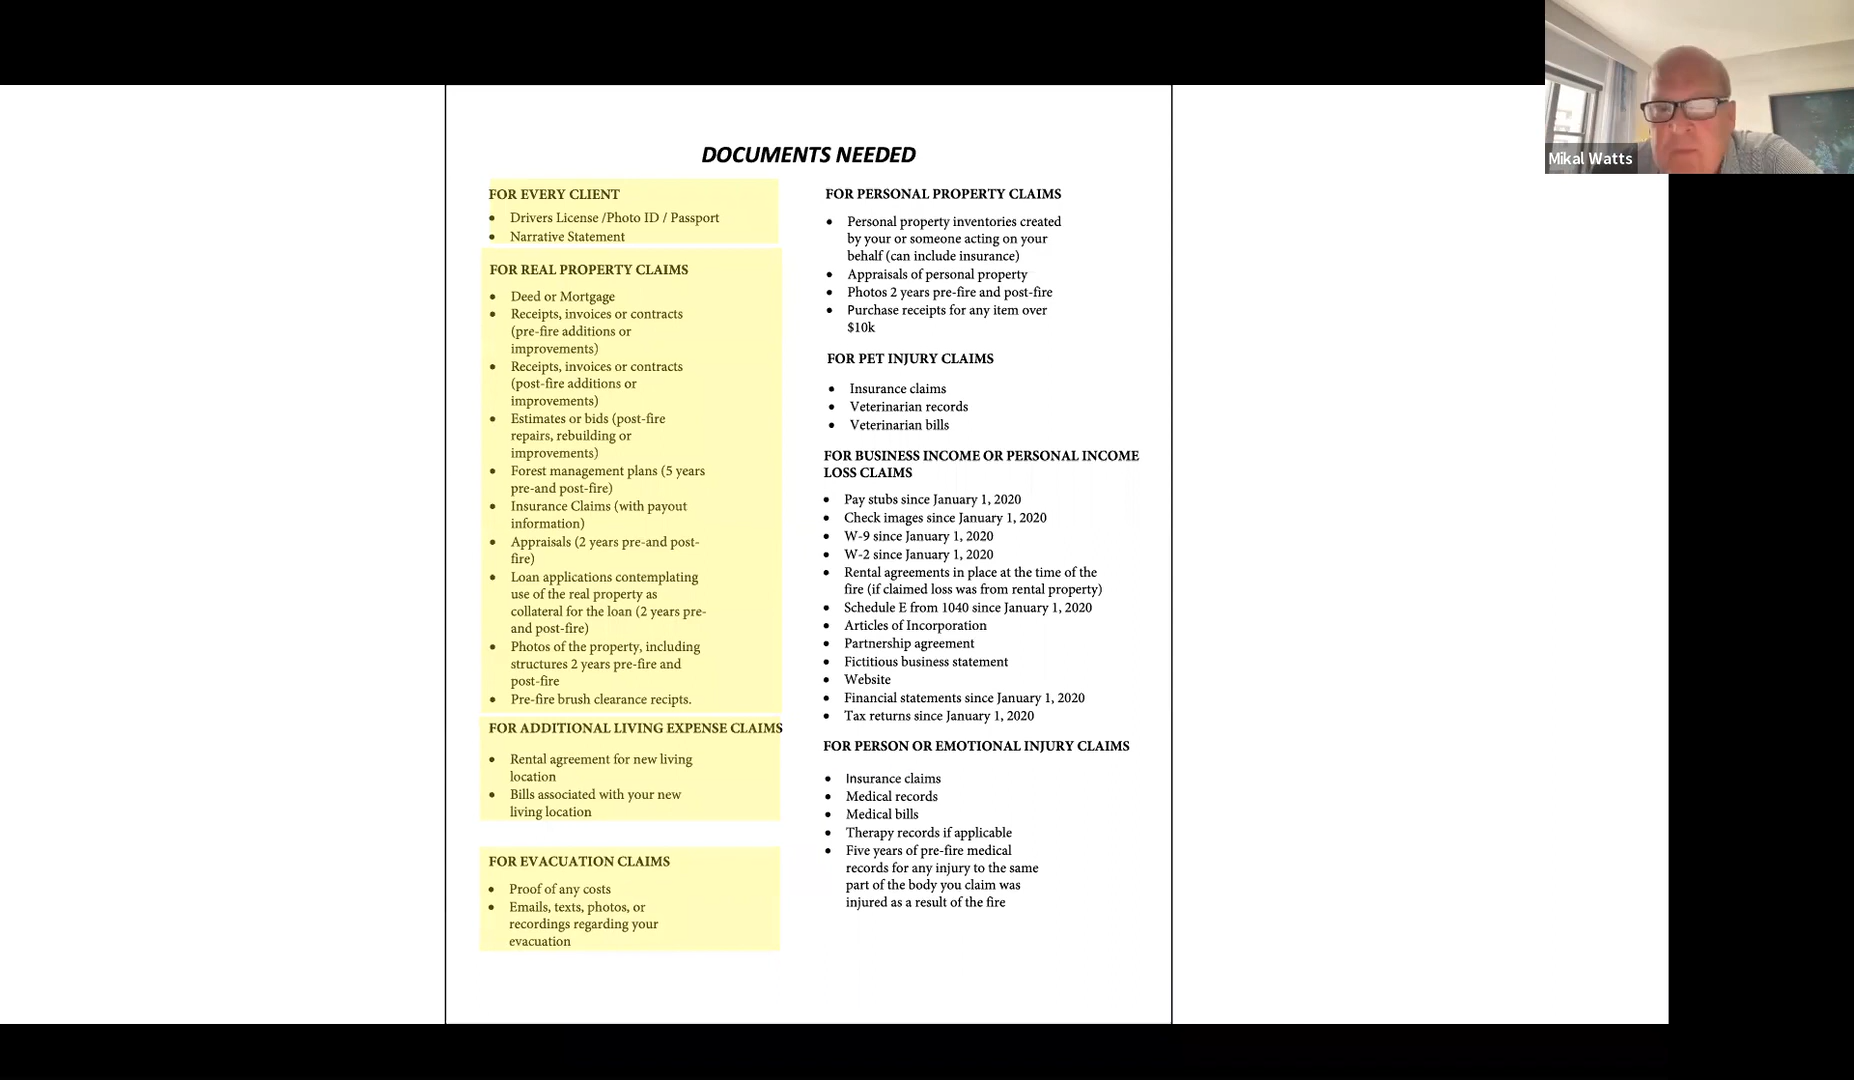 DOCUMENTS NEEDED
FOR EVERY CLIENT
• Drivers License /Photo ID / Passport
• Narrative Statement
FOR REAL PROPERTY CLAIMS
• Deed or Mortgage
• Receipts, invoices or contracts
(pre-fire additions or
improvements)
• Receipts, invoices or contracts
(post-fire additions or
improvements)
• Estimates or bids (post-fire
repairs, rebuilding or
improvements)
• Forest management plans (5 years
pre-and post-fire)
• Insurance Claims (with payout
information)
• Appraisals (2 years pre-and post-
fire)
• Loan applications contemplating
use of the real property as
collateral for the loan (2 years pre-
and post-fire)
• Photos of the property, including
structures 2 years pre-fire and
post-fire
• Pre-fire brush clearance recipts.
FOR ADDITIONAL LIVING EXPENSE CLAIMS
• Rental agreement for new living
location
• Bills associated with your new
living location
FOR EVACUATION CLAIMS
• Proof of any costs
• Emails, texts, photos, or
recordings regarding your
evacuation
FOR PERSONAL PROPERTY CLAIMS
• Personal property inventories created
by your or someone acting on your
behalf (can include insurance)
• Appraisals of personal property
• Photos 2 years pre-fire and post-fire
• Purchase receipts for any item over
$10k
FOR PET INJURY CLAIMS
• Insurance claims
• Veterinarian records
• Veterinarian bills
FOR BUSINESS INCOME OR PERSONAL INCOME
LOSS CLAIMS
• Pay stubs since January 1, 2020
• Check images since January 1, 2020
• W-9 since January 1, 2020
• W-2 since January 1, 2020
• Rental agreements in place at the time of the
fire (if claimed loss was from rental property)
• Schedule E from 1040 since January 1, 2020
• Articles of Incorporation
• Partnership agreement
• Fictitious business statement
• Website
• Financial statements since January 1, 2020
• Tax returns since January 1, 2020
FOR PERSON OR EMOTIONAL INJURY CLAIMS
• Insurance claims
• Medical records
• Medical bills
• Therapy records if applicable
• Five years of pre-fire medical
records for any injury to the same
part of the body you claim was
injured as a result of the fire
Mikal Watts